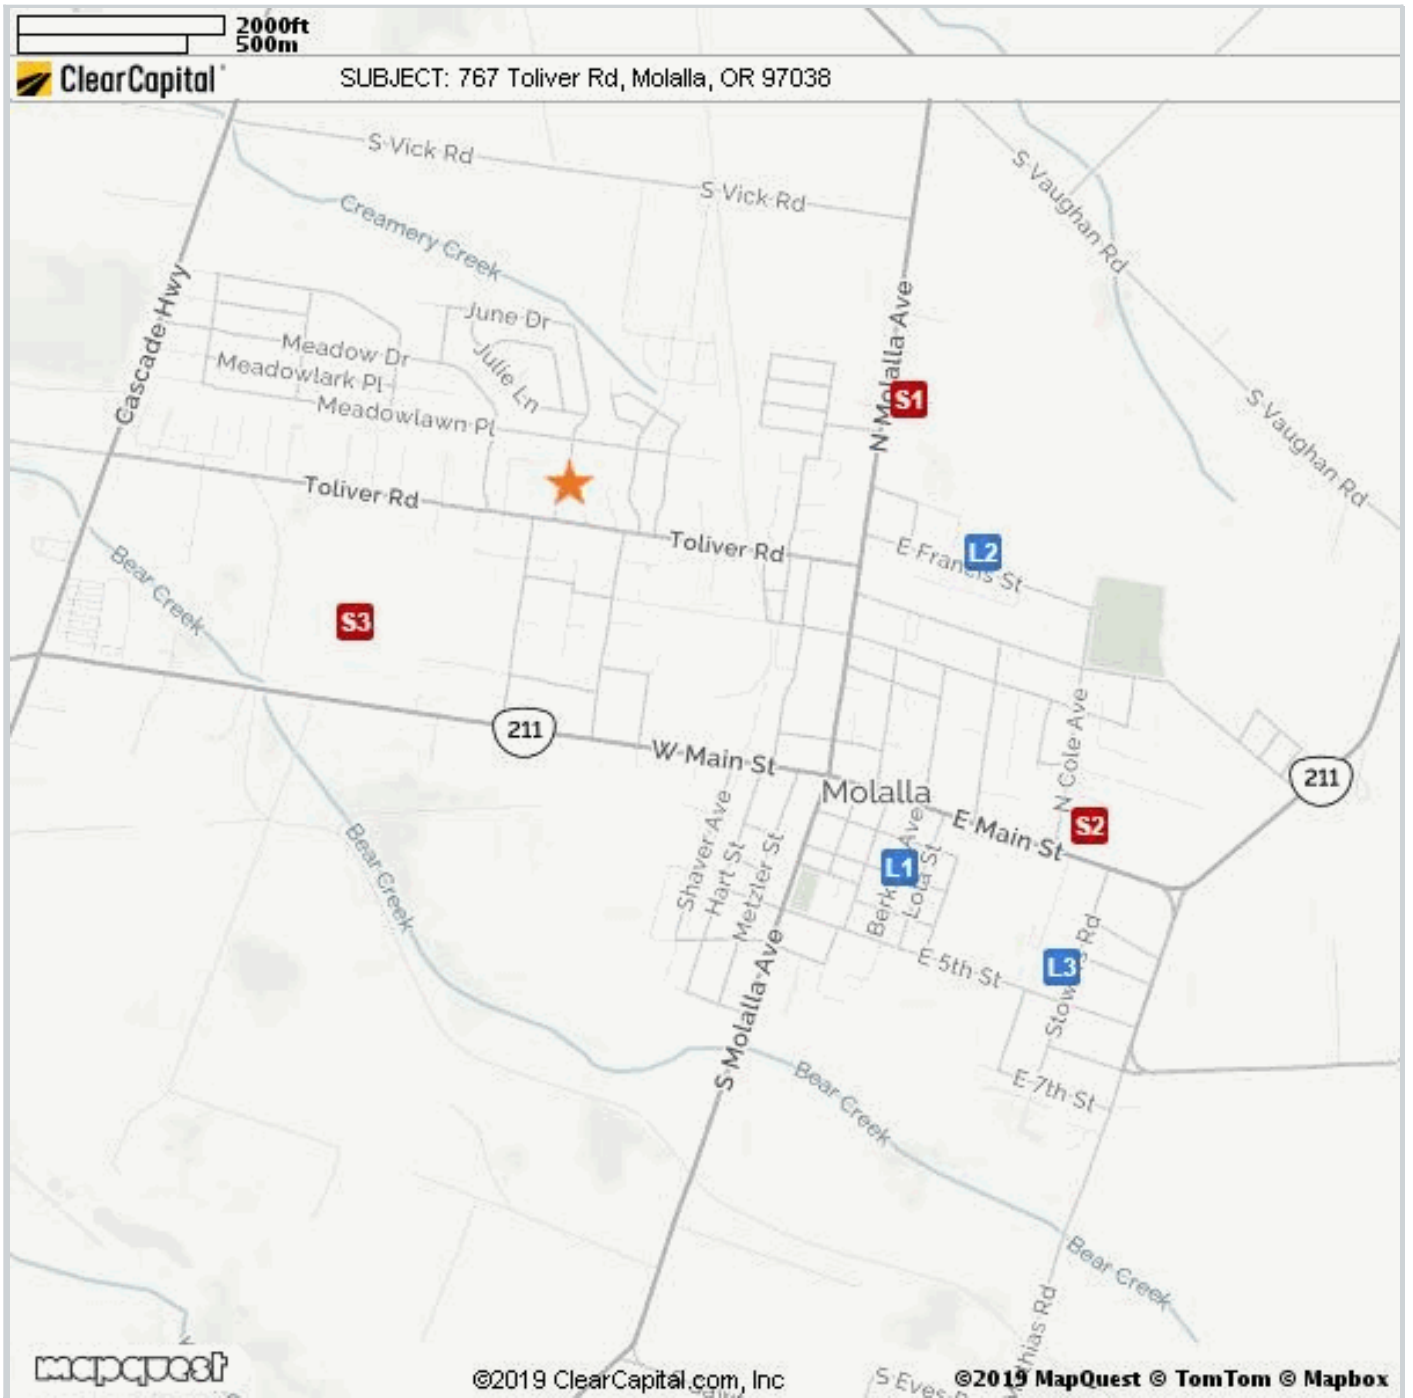 2000ft
500m
ClearCapital
SUBJECT: 767 Toliver Rd, Molalla, OR 97038
S Vick Rd
S Vick Rd
S Vaughan Rd
Creamery Creek
Cascade Hwy
N Molalla Ave
June Dr
Meadow Dr
Julie Ln
Meadowlark Pl
Meadowlawn Pl
S1
S Vaughan Rd
Toliver Rd
Toliver Rd
L2
E Francis St
Bear Creek
S3
211
W Main St
N Cole Ave
211
Molalla
E Main St
S2
Shaver Ave
Hart St
Metzler St
L1
Ave
Lola St
Bear Creek
E 5th St
L3
Rd
S Molalla Ave
Bear Creek
E 7th St
Bear Creek
mapquest
©2019 ClearCapital.com, Inc
©2019 MapQuest © TomTom © Mapbox